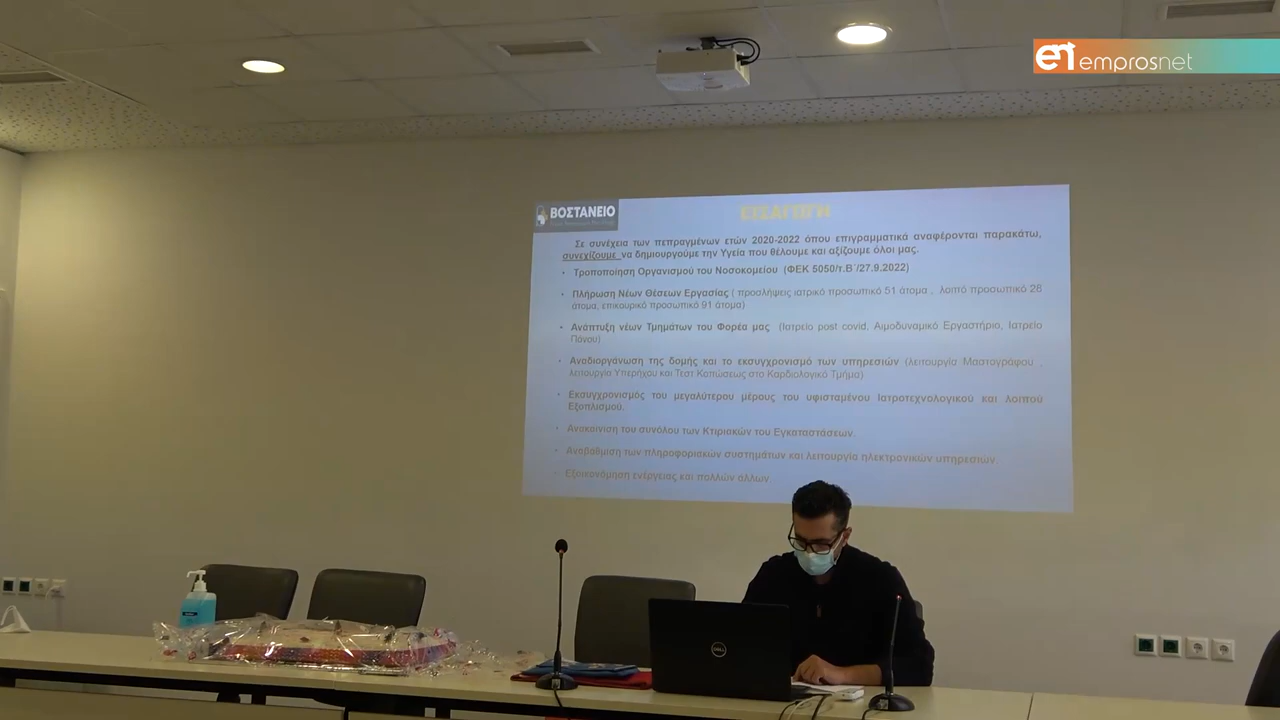 en emprosnet
ΒΟΣΤΑΝΕΙΟ
ΕΙΣΑΓΩΓΗ
Σε συνέχεια των πεπραγμένων ετών 2020-2022 όπου επιγραμματικά αναφέρονται παρακάτω,
συνεχίζουμε να δημιουργούμε την Υγεία που θέλουμε και αξίζουμε όλοι μας.
• Τροποποίηση Οργανισμού του Νοσοκομείου (ΦΕΚ 5050/τ.Β΄/27.9.2022)
• Πλήρωση Νέων Θέσεων Εργασίας ( προσλήψεις ιατρικό προσωπικό 51 άτομα , λοιπό προσωπικό 28
άτομα, επικουρικό προσωπικό 91 άτομα)
• Ανάπτυξη νέων Τμημάτων του Φορέα μας (Ιατρείο post covid, Αιμοδυναμικό Εργαστήριο, Ιατρείο
Πόνου)
• Αναδιοργάνωση της δομής και το εκσυγχρονισμό των υπηρεσιών (λειτουργία Μαστογράφου ,
λειτουργία Υπερήχου και Τεστ Κοπώσεως στο Καρδιολογικό Τμήμα)
• Εκσυγχρονισμός του μεγαλύτερου μέρους του υφισταμένου Ιατροτεχνολογικού και λοιπού
Εξοπλισμού.
• Ανακαίνιση του συνόλου των Κτιριακών του Εγκαταστάσεων.
• Αναβάθμιση των πληροφοριακών συστημάτων και λειτουργία ηλεκτρονικών υπηρεσιών.
• Εξοικονόμηση ενέργειας και πολλών άλλων
DELL